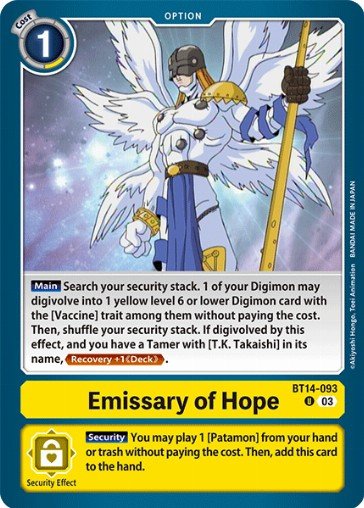 OPTION
Cost
1
Main Search your security stack. 1 of your Digimon may
digivolve into 1 yellow level 6 or lower Digimon card with
the [Vaccine] trait among them without paying the cost.
Then, shuffle your security stack. If digivolved by this
effect, and you have a Tamer with [T.K. Takaishi] in its
name, Recovery +1《Deck》.
©Akiyoshi Hongo, Toei Animation BANDAI MADE IN JAPAN
BT14-093
Emissary of Hope U 03
Security You may play 1 [Patamon] from your hand
or trash without paying the cost. Then, add this card
to the hand.
Security Effect